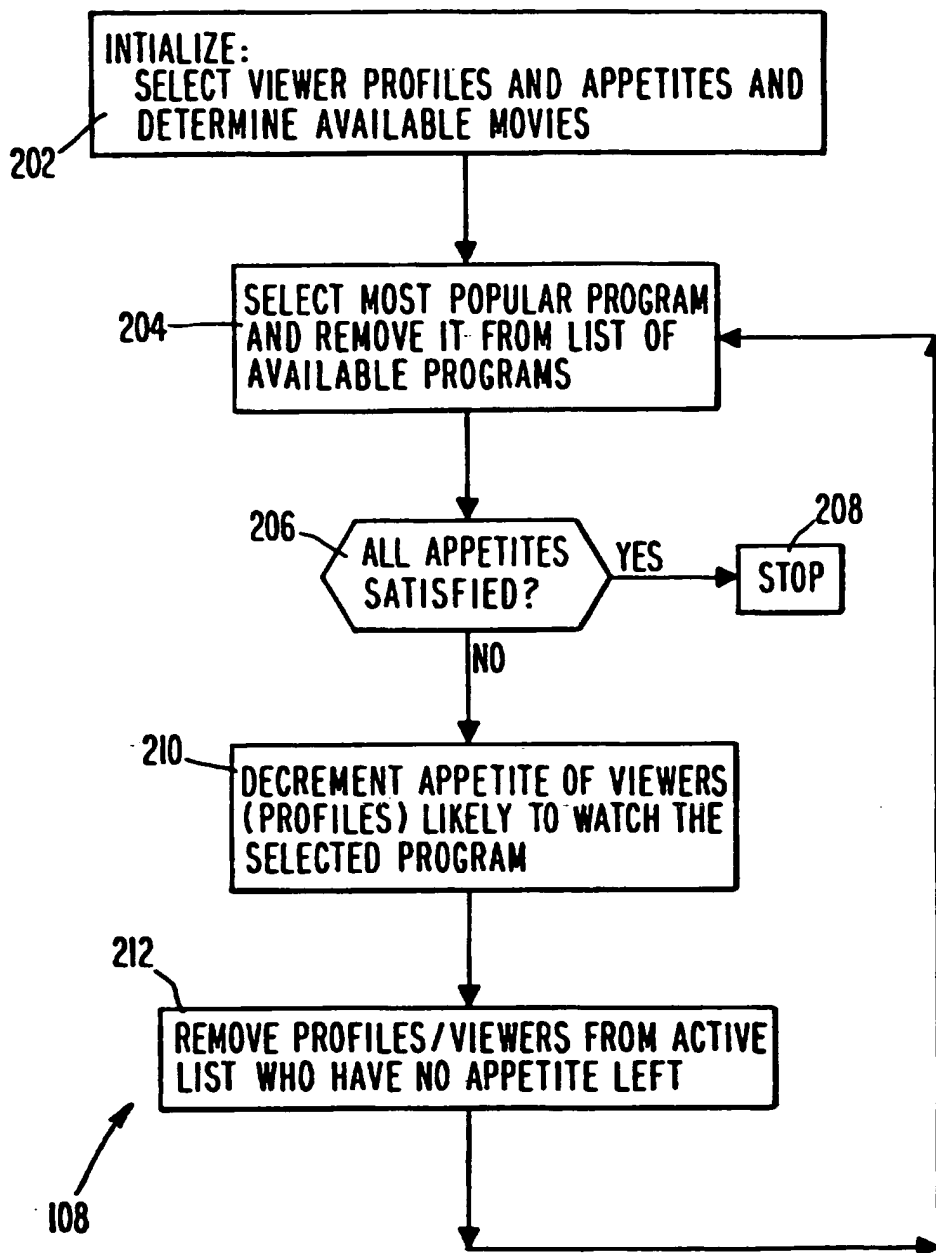 INTIALIZE:
SELECT VIEWER PROFILES AND APPETITES AND
DETERMINE AVAILABLE MOVIES
202
SELECT MOST POPULAR PROGRAM
AND REMOVE IT FROM LIST OF
AVAILABLE PROGRAMS
204
206
ALL APPETITES
SATISFIED?
YES
208
STOP
NO
210
DECREMENT APPETITE OF VIEWERS
(PROFILES) LIKELY TO WATCH THE
SELECTED PROGRAM
212
REMOVE PROFILES/VIEWERS FROM ACTIVE
LIST WHO HAVE NO APPETITE LEFT
108